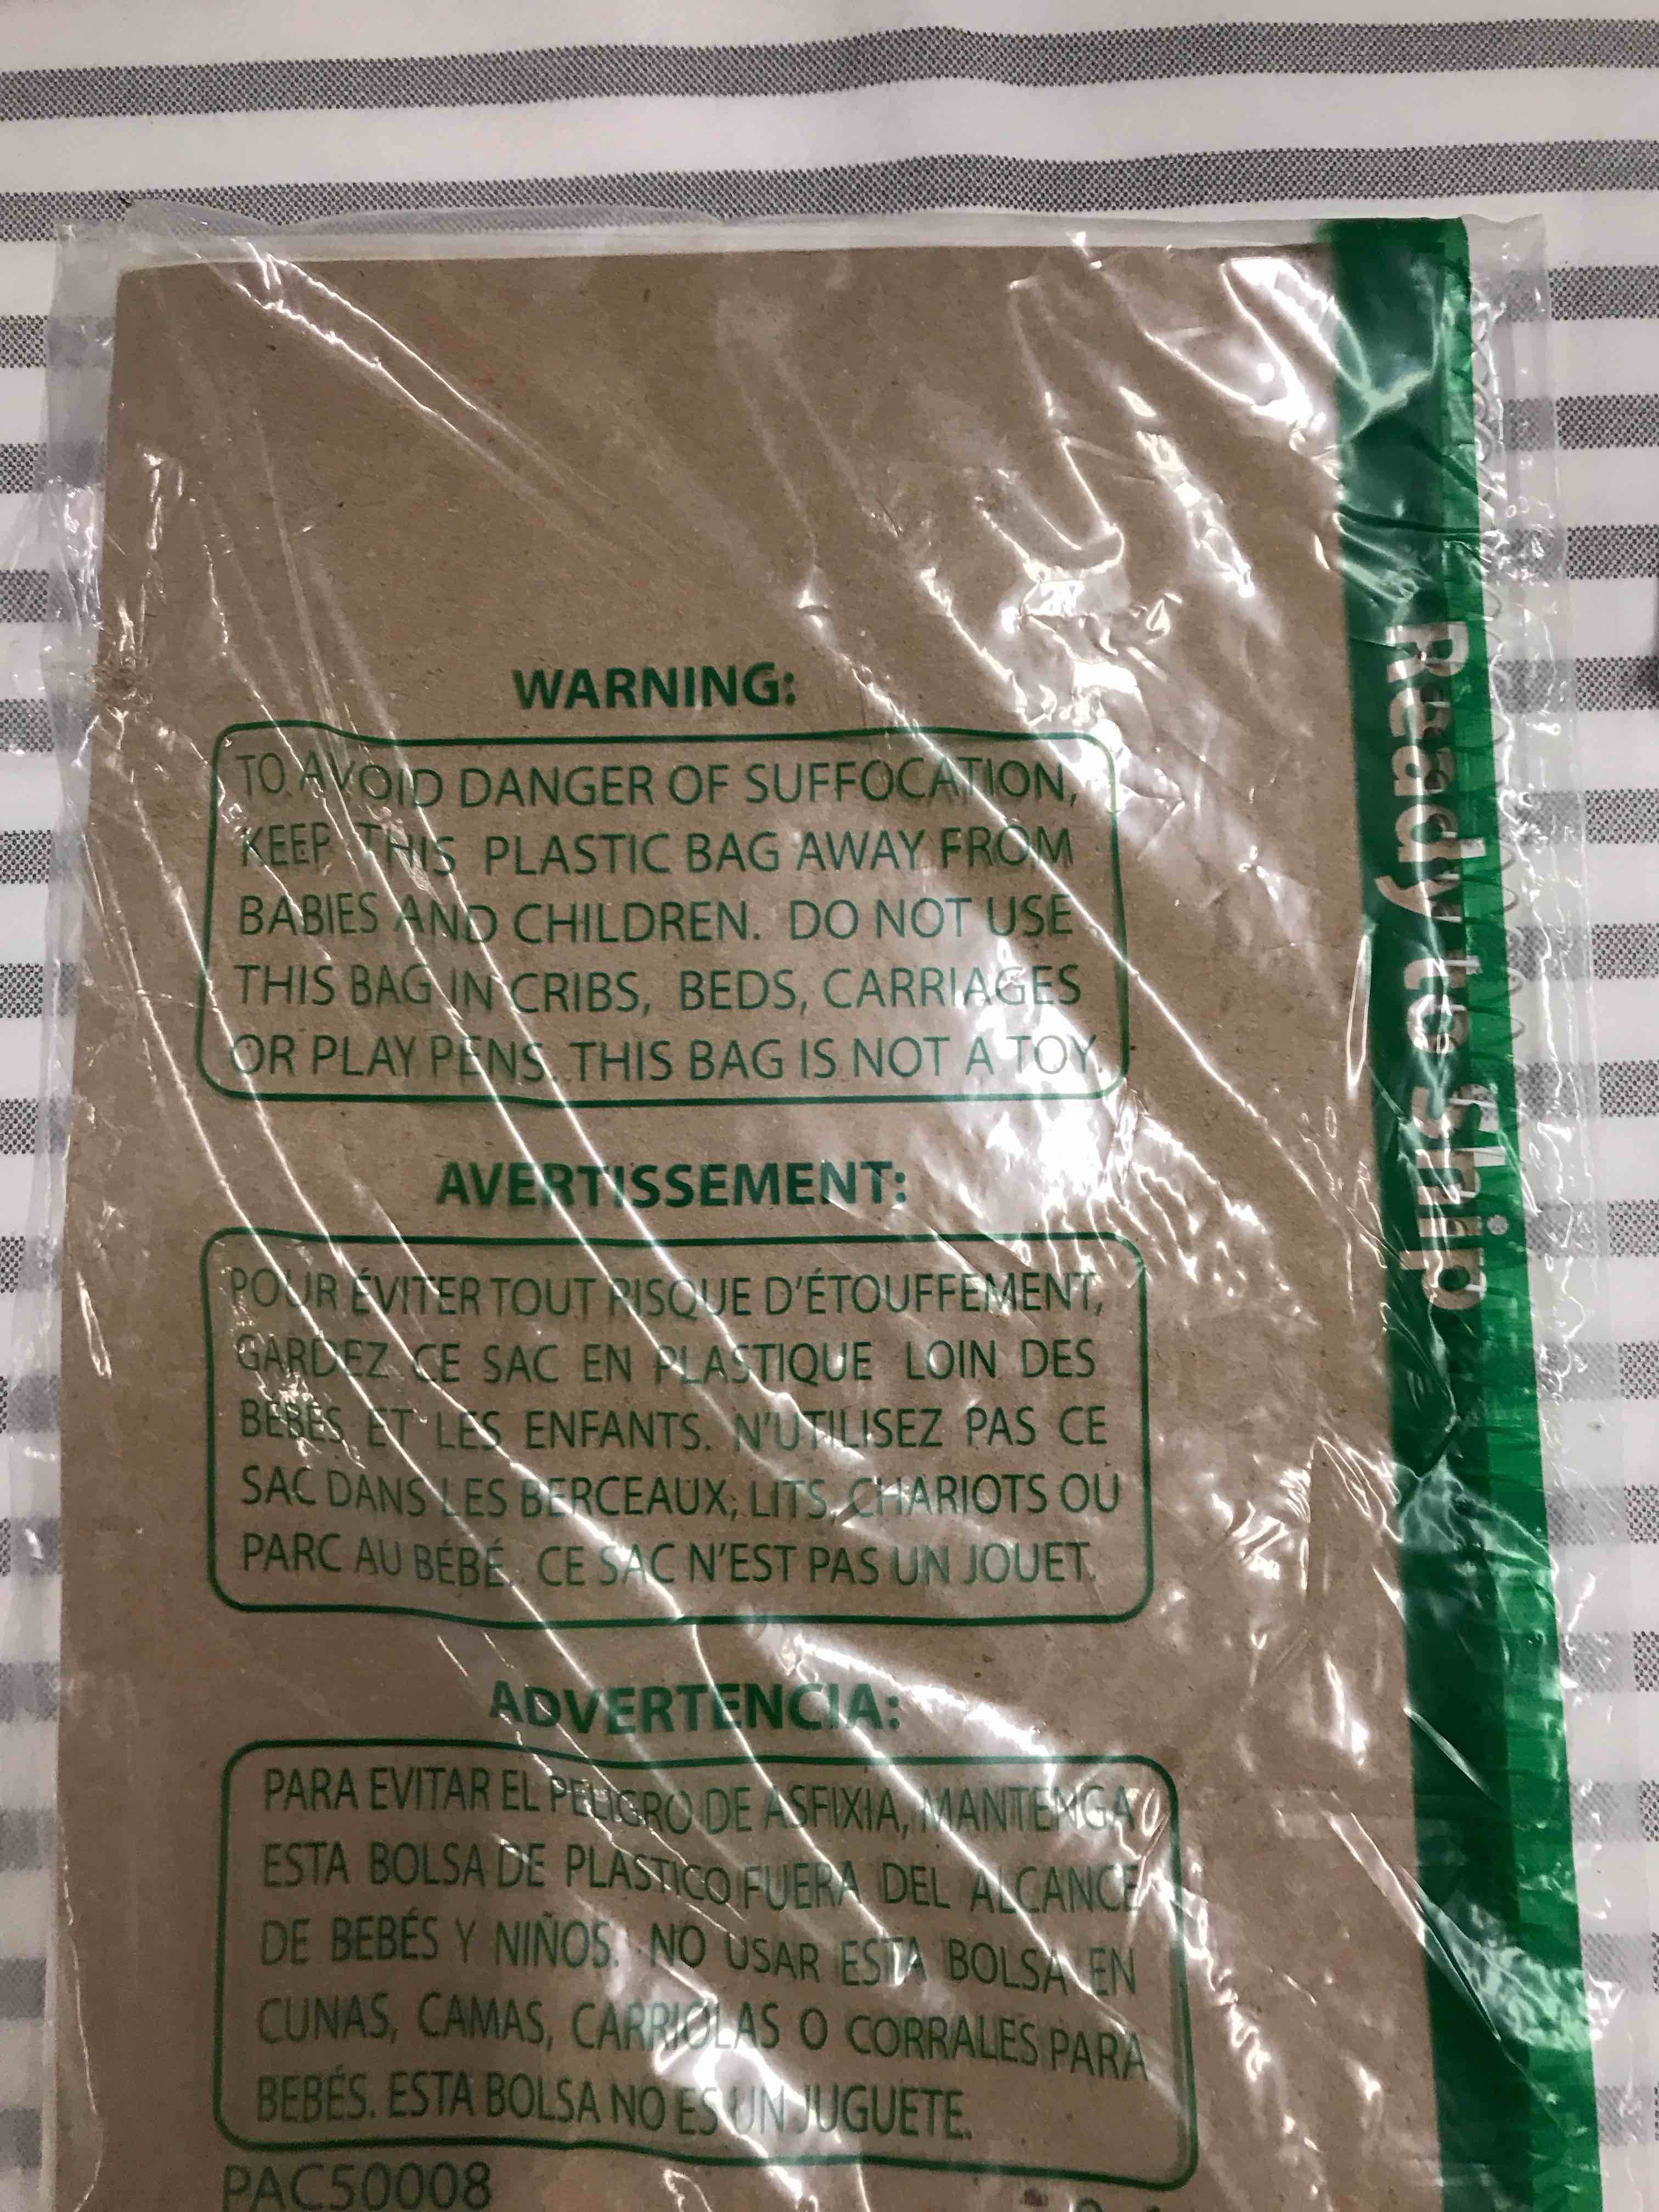 WARNING:
TO AVOID DANGER OF SUFFOCATION,
KEEP THIS PLASTIC BAG AWAY FROM
BABIES AND CHILDREN. DO NOT USE
THIS BAG IN CRIBS, BEDS, CARRIAGES
OR PLAY PENS. THIS BAG IS NOT A TOY.
AVERTISSEMENT:
POUR ÉVITER TOUT RISQUE D'ÉTOUFFEMENT,
GARDEZ CE SAC EN PLASTIQUE LOIN DES
BÉBÉS ET LES ENFANTS. N'UTILISEZ PAS CE
SAC DANS LES BERCEAUX, LITS, CHARIOTS OU
PARC AU BÉBÉ. CE SAC N'EST PAS UN JOUET.
ADVERTENCIA:
PARA EVITAR EL PELIGRO DE ASFIXIA, MANTENGA
ESTA BOLSA DE PLASTICO FUERA DEL ALCANCE
DE BEBÉS Y NIÑOS. NO USAR ESTA BOLSA EN
CUNAS, CAMAS, CARRIOLAS O CORRALES PARA
BEBÉS. ESTA BOLSA NO ES UN JUGUETE.
PAC50008
Ready to Ship